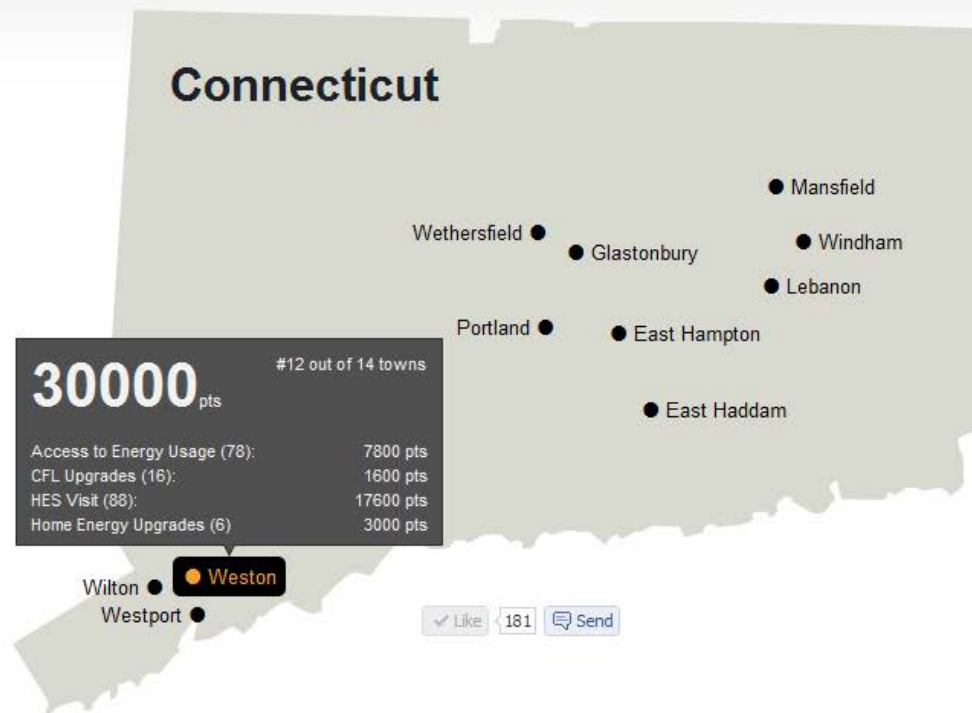 Connecticut
Mansfield
Wethersfield
Windham
Glastonbury
Lebanon
Portland
East Hampton
#12 out of 14 towns
30000 pts
East Haddam
Access to Energy Usage (78): 7800 pts
CFL Upgrades (16): 1600 pts
HES Visit (88): 17600 pts
Home Energy Upgrades (6) 3000 pts
Weston
Wilton
Westport
Like 181 Send